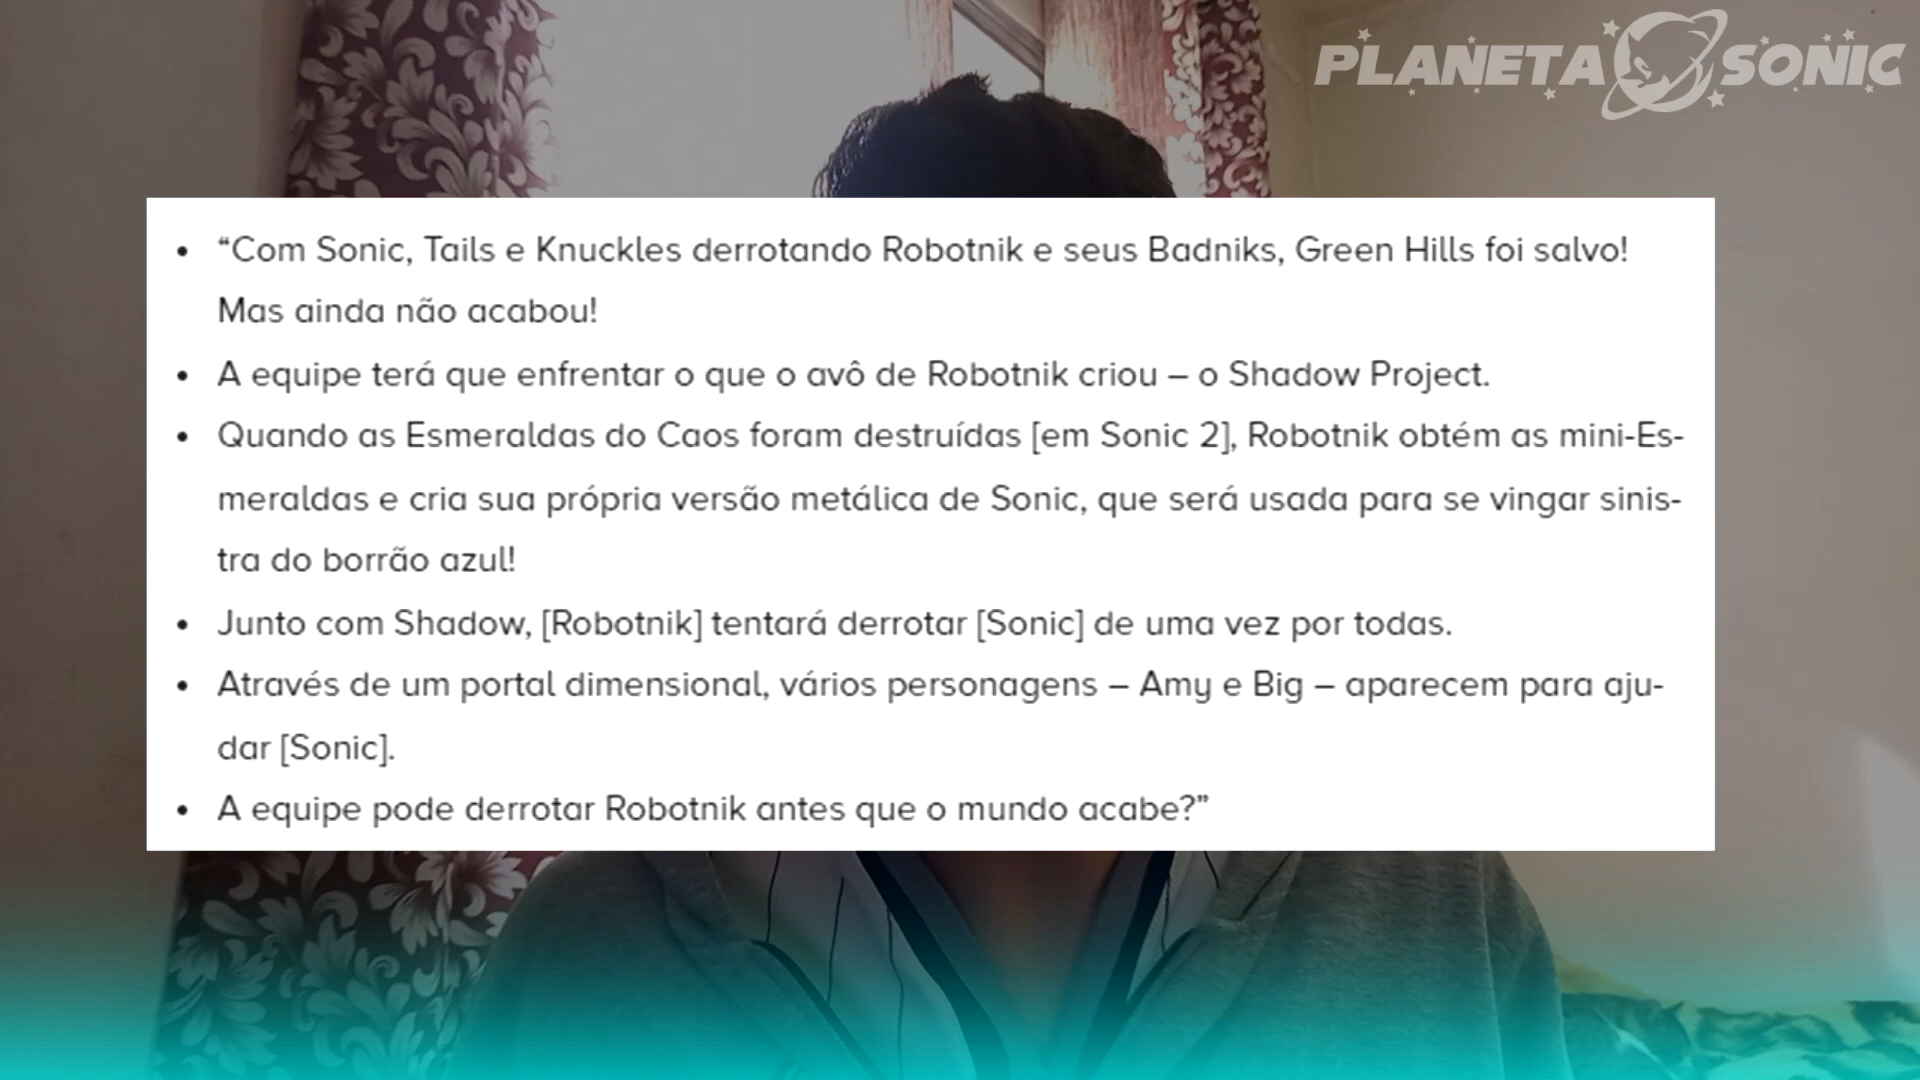 PLANETA SONIC
• “Com Sonic, Tails e Knuckles derrotando Robotnik e seus Badniks, Green Hills foi salvo!
Mas ainda não acabou!
• A equipe terá que enfrentar o que o avô de Robotnik criou – o Shadow Project.
• Quando as Esmeraldas do Caos foram destruídas [em Sonic 2], Robotnik obtém as mini-Es-
meraldas e cria sua própria versão metálica de Sonic, que será usada para se vingar sinis-
tra do borrão azul!
• Junto com Shadow, [Robotnik] tentará derrotar [Sonic] de uma vez por todas.
• Através de um portal dimensional, vários personagens – Amy e Big – aparecem para aju-
dar [Sonic].
• A equipe pode derrotar Robotnik antes que o mundo acabe?”